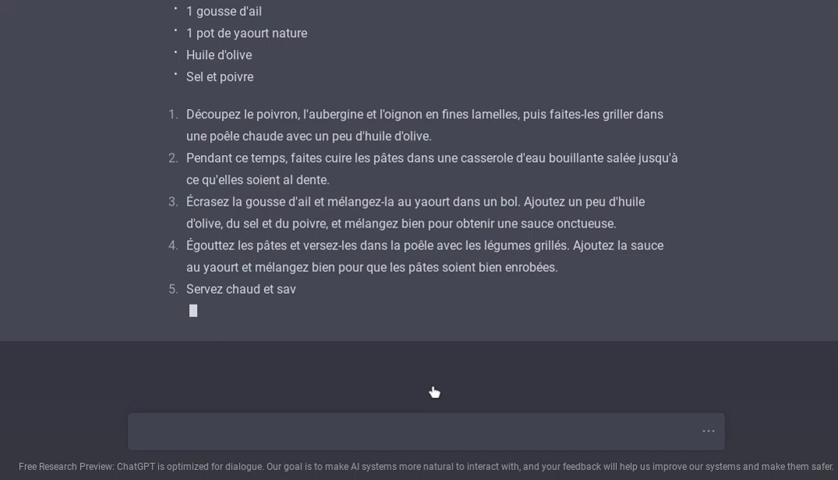 1 gousse d'ail
1 pot de yaourt nature
Huile d'olive
Sel et poivre
1. Découpez le poivron, l'aubergine et l'oignon en fines lamelles, puis faites-les griller dans
une poêle chaude avec un peu d'huile d'olive.
2. Pendant ce temps, faites cuire les pâtes dans une casserole d'eau bouillante salée jusqu'à
ce qu'elles soient al dente.
3. Écrasez la gousse d'ail et mélangez-la au yaourt dans un bol. Ajoutez un peu d'huile
d'olive, du sel et du poivre, et mélangez bien pour obtenir une sauce onctueuse.
4. Égouttez les pâtes et versez-les dans la poêle avec les légumes grillés. Ajoutez la sauce
au yaourt et mélangez bien pour que les pâtes soient bien enrobées.
5. Servez chaud et sav
Free Research Preview: ChatGPT is optimized for dialogue. Our goal is to make AI systems more natural to interact with, and your feedback will help us improve our systems and make them safer.